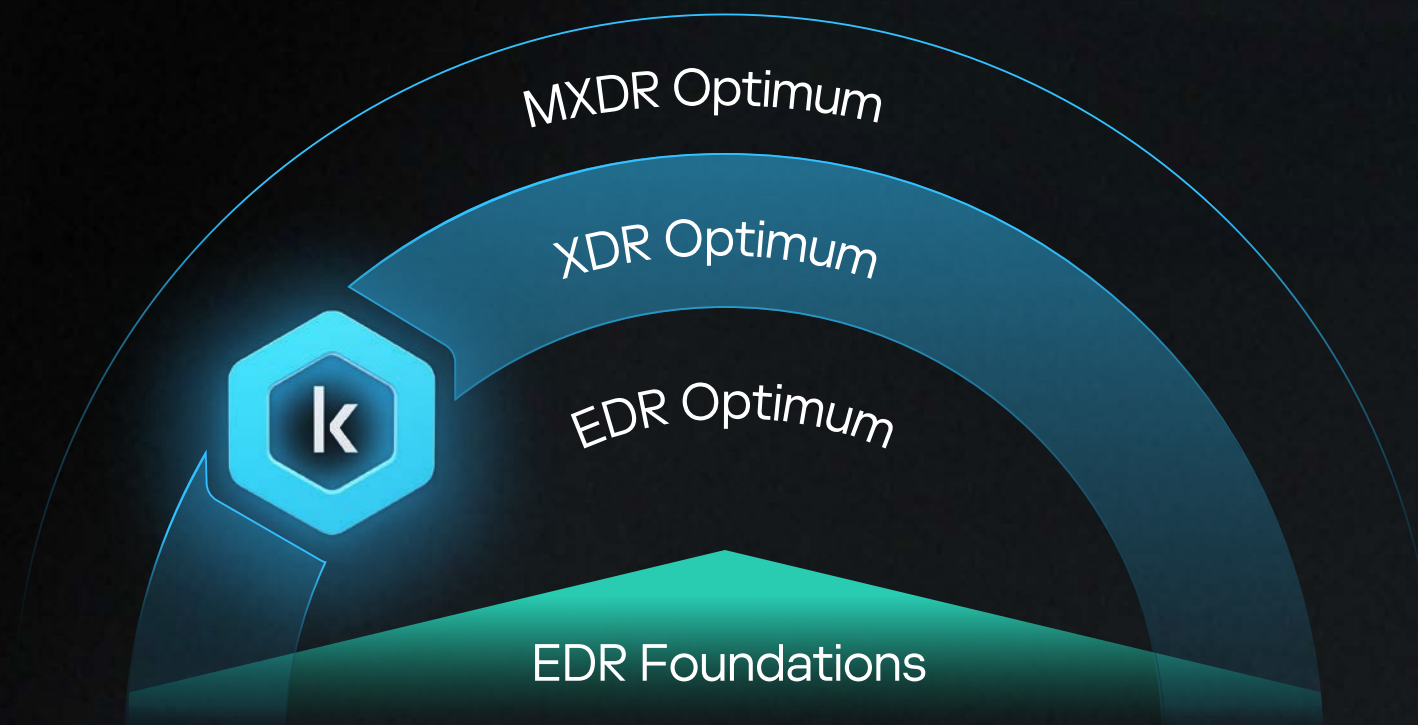 MXDR Optimum
XDR Optimum
k
EDR Optimum
EDR Foundations